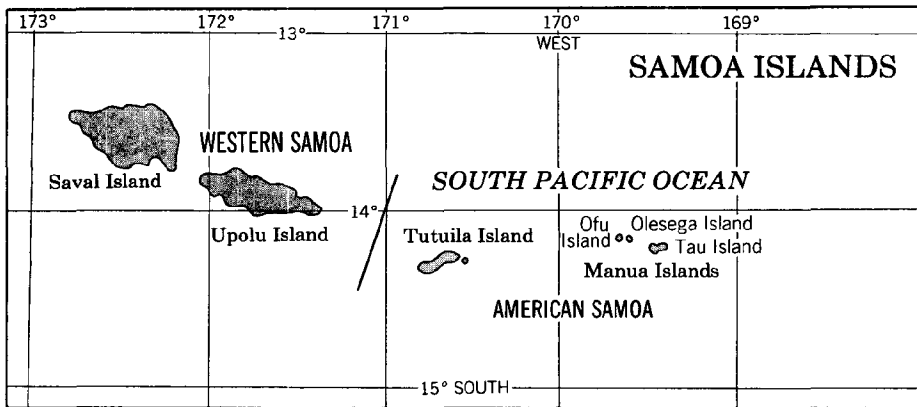 173° 172° 171° 170° 169°
13°
WEST
SAMOA ISLANDS
WESTERN SAMOA
Saval Island
SOUTH PACIFIC OCEAN
14°
Upolu Island
Tutuila Island
Ofu
Island
Olesega Island
Tau Island
Manua Islands
AMERICAN SAMOA
15° SOUTH